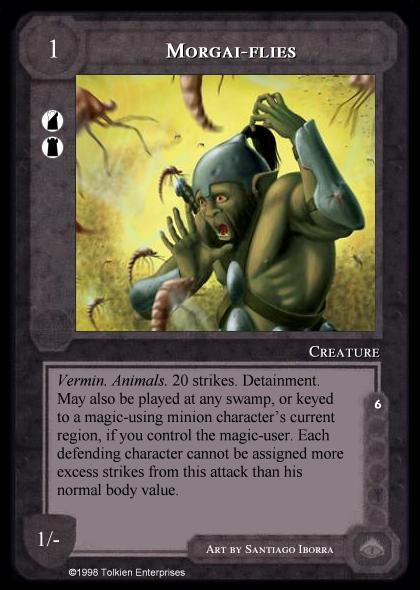 1
MORGAI-FLIES
CREATURE
Vermin. Animals. 20 strikes. Detainment.
May also be played at any swamp, or keyed
to a magic-using minion character's current
region, if you control the magic-user. Each
defending character cannot be assigned more
excess strikes from this attack than his
normal body value.
6
1/-
ART BY SANTIAGO IBORRA
©1998 Tolkien Enterprises